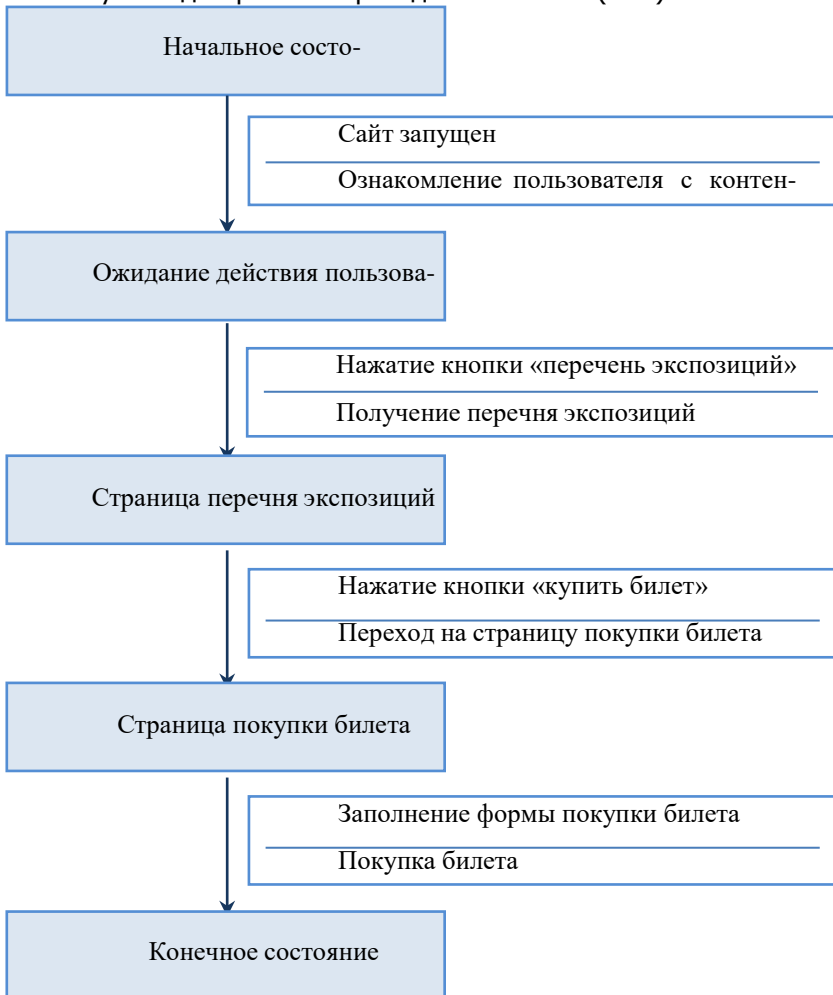 Начальное состо-
Сайт запущен
Ознакомление пользователя с контен-
Ожидание действия пользова-
Нажатие кнопки «перечень экспозиций»
Получение перечня экспозиций
Страница перечня экспозиций
Нажатие кнопки «купить билет»
Переход на страницу покупки билета
Страница покупки билета
Заполнение формы покупки билета
Покупка билета
Конечное состояние